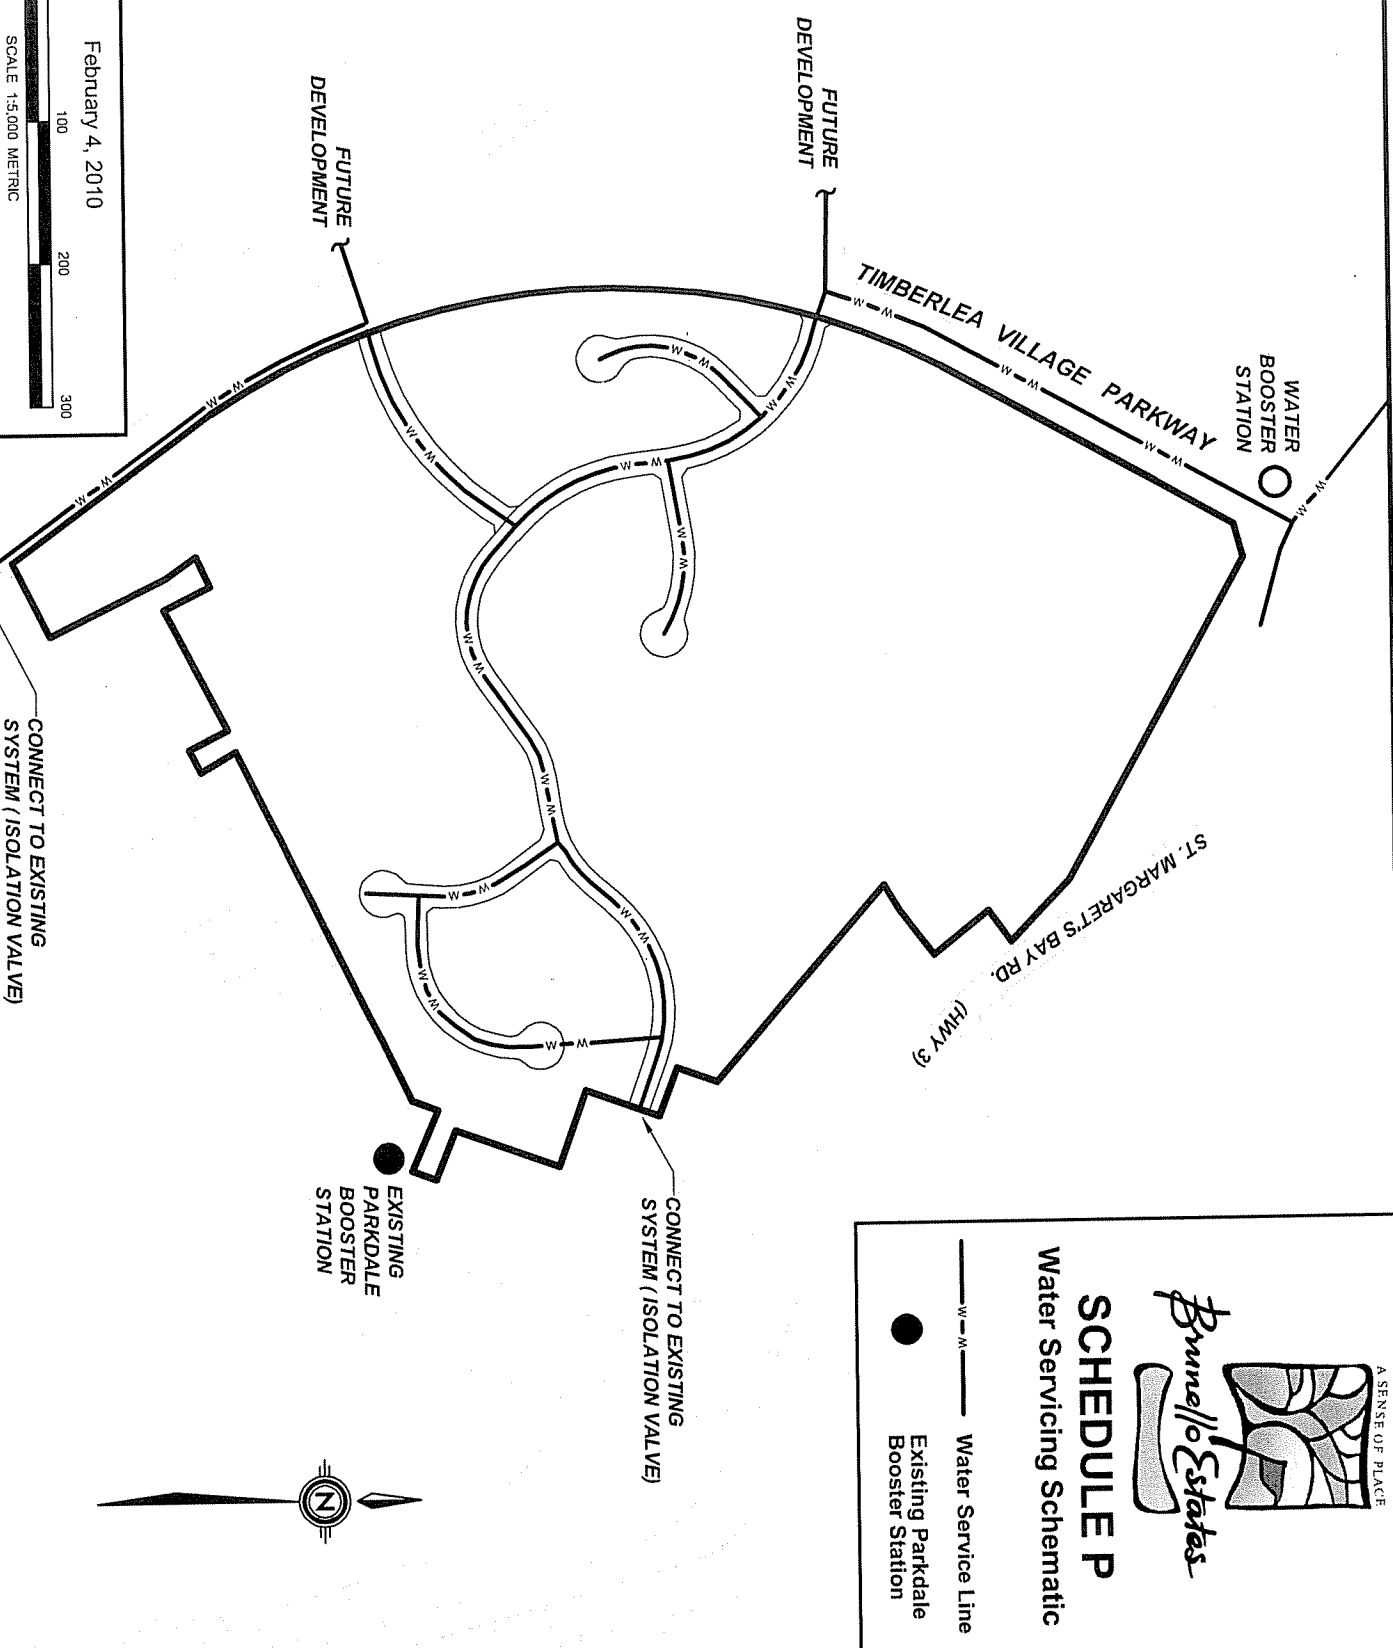 A SENSE OF PLACE
Brunello Estates
SCHEDULE P
Water Servicing Schematic
W W Water Service Line
Existing Parkdale
Booster Station
WATER
BOOSTER
STATION
TIMBERLEA VILLAGE PARKWAY
ST. MARGARET'S BAY RD.
(HWY 3)
FUTURE
DEVELOPMENT
FUTURE
DEVELOPMENT
CONNECT TO EXISTING
SYSTEM (ISOLATION VALVE)
EXISTING
PARKDALE
BOOSTER
STATION
CONNECT TO EXISTING
SYSTEM (ISOLATION VALVE)
N
February 4, 2010
100 200 300
SCALE 1:5,000 METRIC